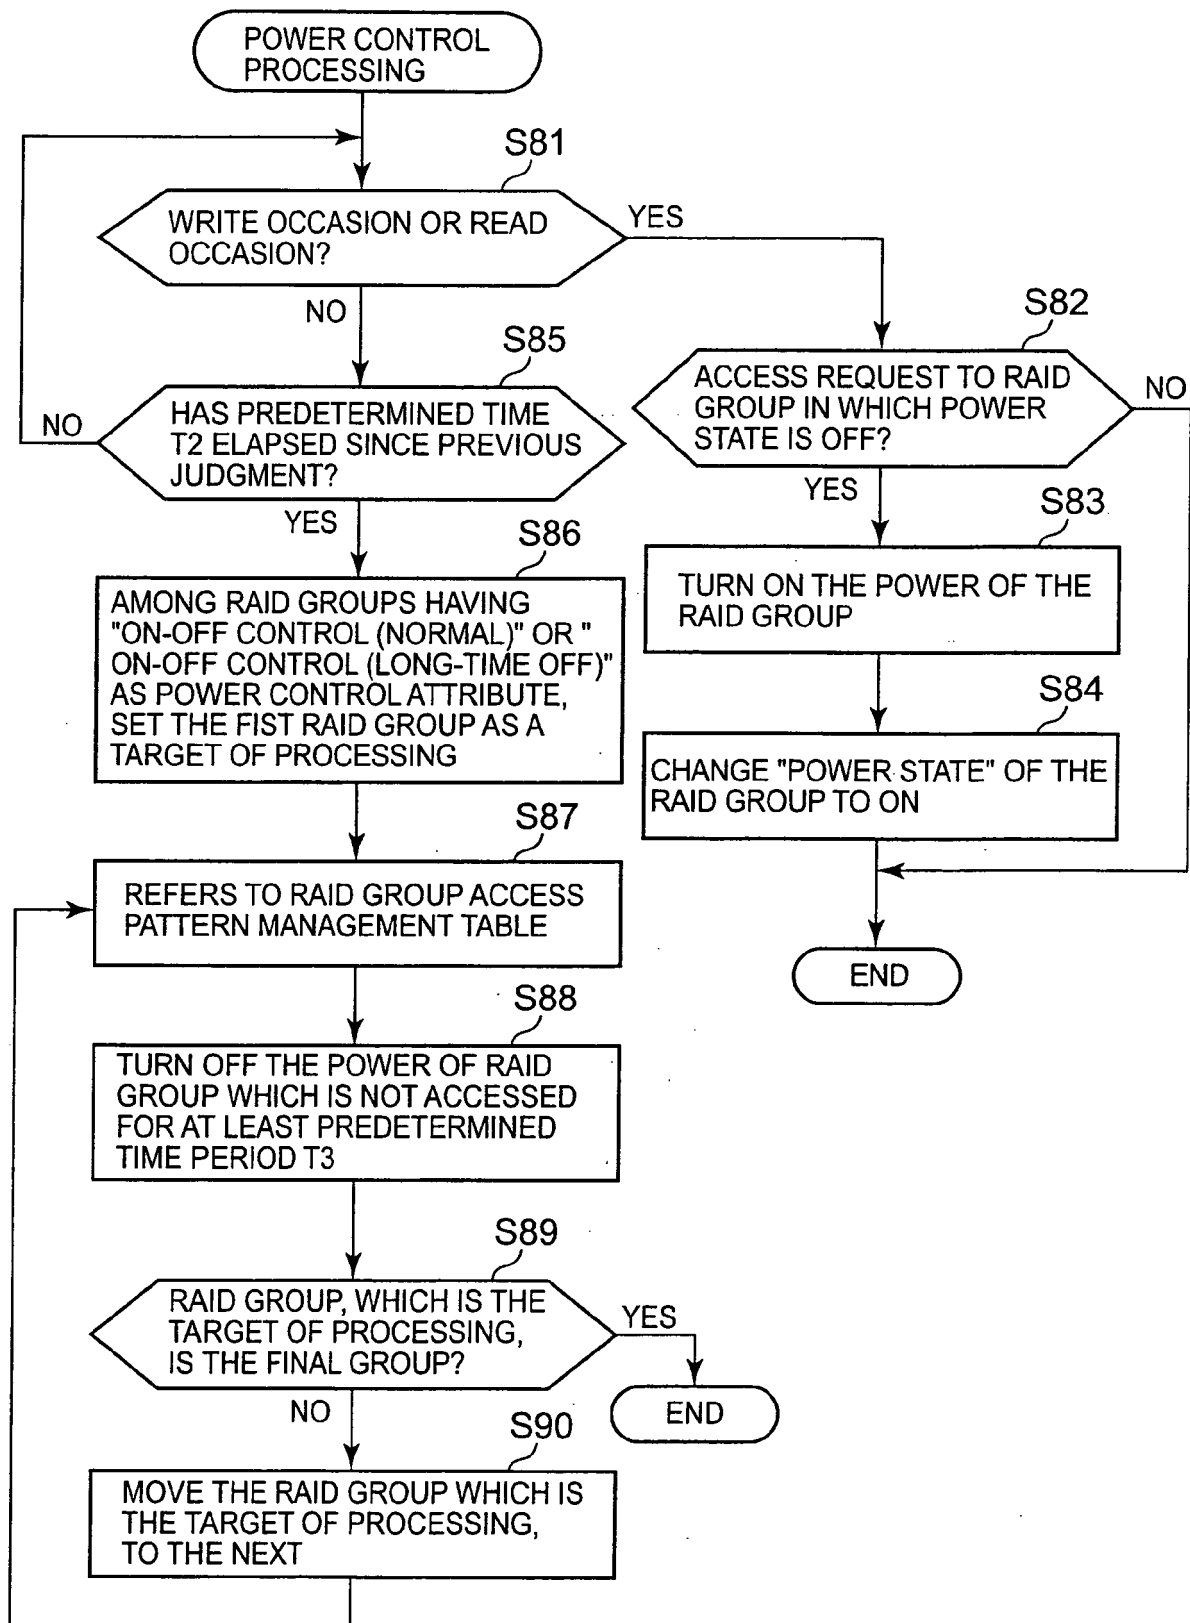 POWER CONTROL
PROCESSING
S81
WRITE OCCASION OR READ
OCCASION?
YES
NO
S82
ACCESS REQUEST TO RAID
GROUP IN WHICH POWER
STATE IS OFF?
NO
YES
S83
TURN ON THE POWER OF THE
RAID GROUP
S84
CHANGE "POWER STATE" OF THE
RAID GROUP TO ON
END
S85
HAS PREDETERMINED TIME
T2 ELAPSED SINCE PREVIOUS
JUDGMENT?
NO
YES
S86
AMONG RAID GROUPS HAVING
"ON-OFF CONTROL (NORMAL)" OR "
ON-OFF CONTROL (LONG-TIME OFF)"
AS POWER CONTROL ATTRIBUTE,
SET THE FIST RAID GROUP AS A
TARGET OF PROCESSING
S87
REFERS TO RAID GROUP ACCESS
PATTERN MANAGEMENT TABLE
S88
TURN OFF THE POWER OF RAID
GROUP WHICH IS NOT ACCESSED
FOR AT LEAST PREDETERMINED
TIME PERIOD T3
S89
RAID GROUP, WHICH IS THE
TARGET OF PROCESSING,
IS THE FINAL GROUP?
YES
END
NO
S90
MOVE THE RAID GROUP WHICH IS
THE TARGET OF PROCESSING,
TO THE NEXT